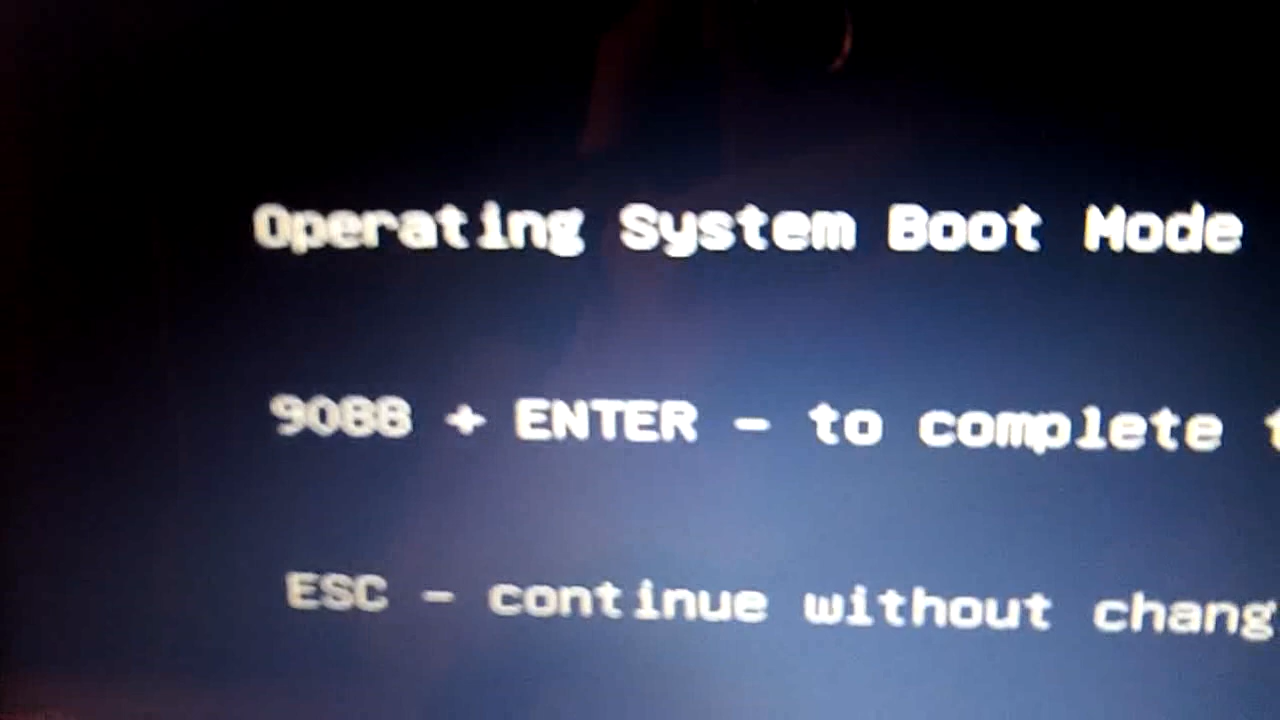 Operating System Boot Mode
9088 + ENTER - to complete
ESC - continue without chang